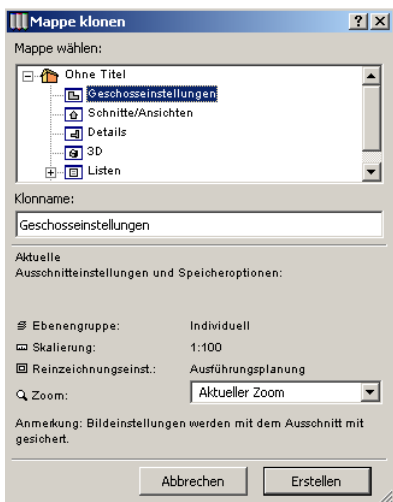 Mappe klonen
Mappe wählen:
Ohne Titel
Geschosseinstellungen
Schnitte/Ansichten
Details
3D
Listen
Klonname:
Geschosseinstellungen
Aktuelle
Ausschnitteinstellungen und Speicheroptionen:
Ebenengruppe: Individuell
Skalierung: 1:100
Reinzeichnungseinst.: Ausführungsplanung
Zoom: Aktueller Zoom
Anmerkung: Bildeinstellungen werden mit dem Ausschnitt mit
gesichert.
Abbrechen Erstellen